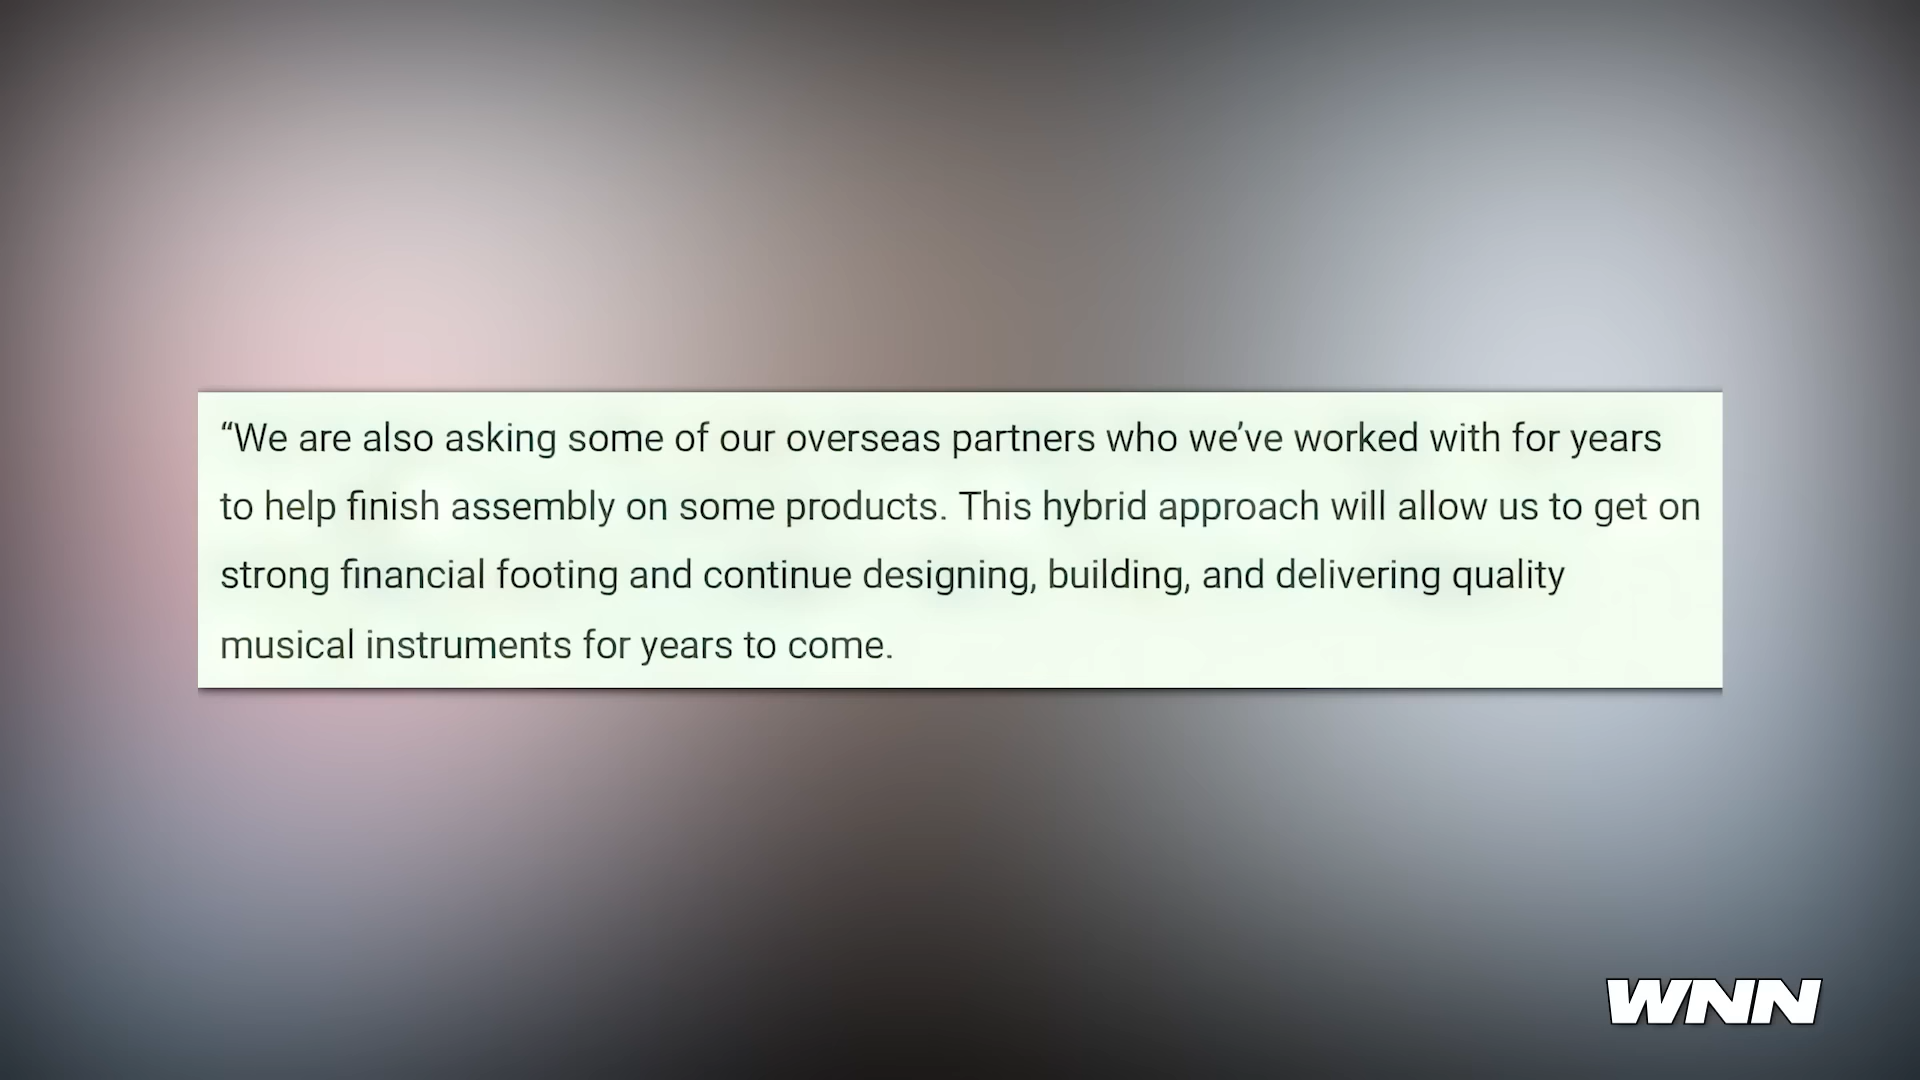 “We are also asking some of our overseas partners who we’ve worked with for years
to help finish assembly on some products. This hybrid approach will allow us to get on
strong financial footing and continue designing, building, and delivering quality
musical instruments for years to come.
WNN